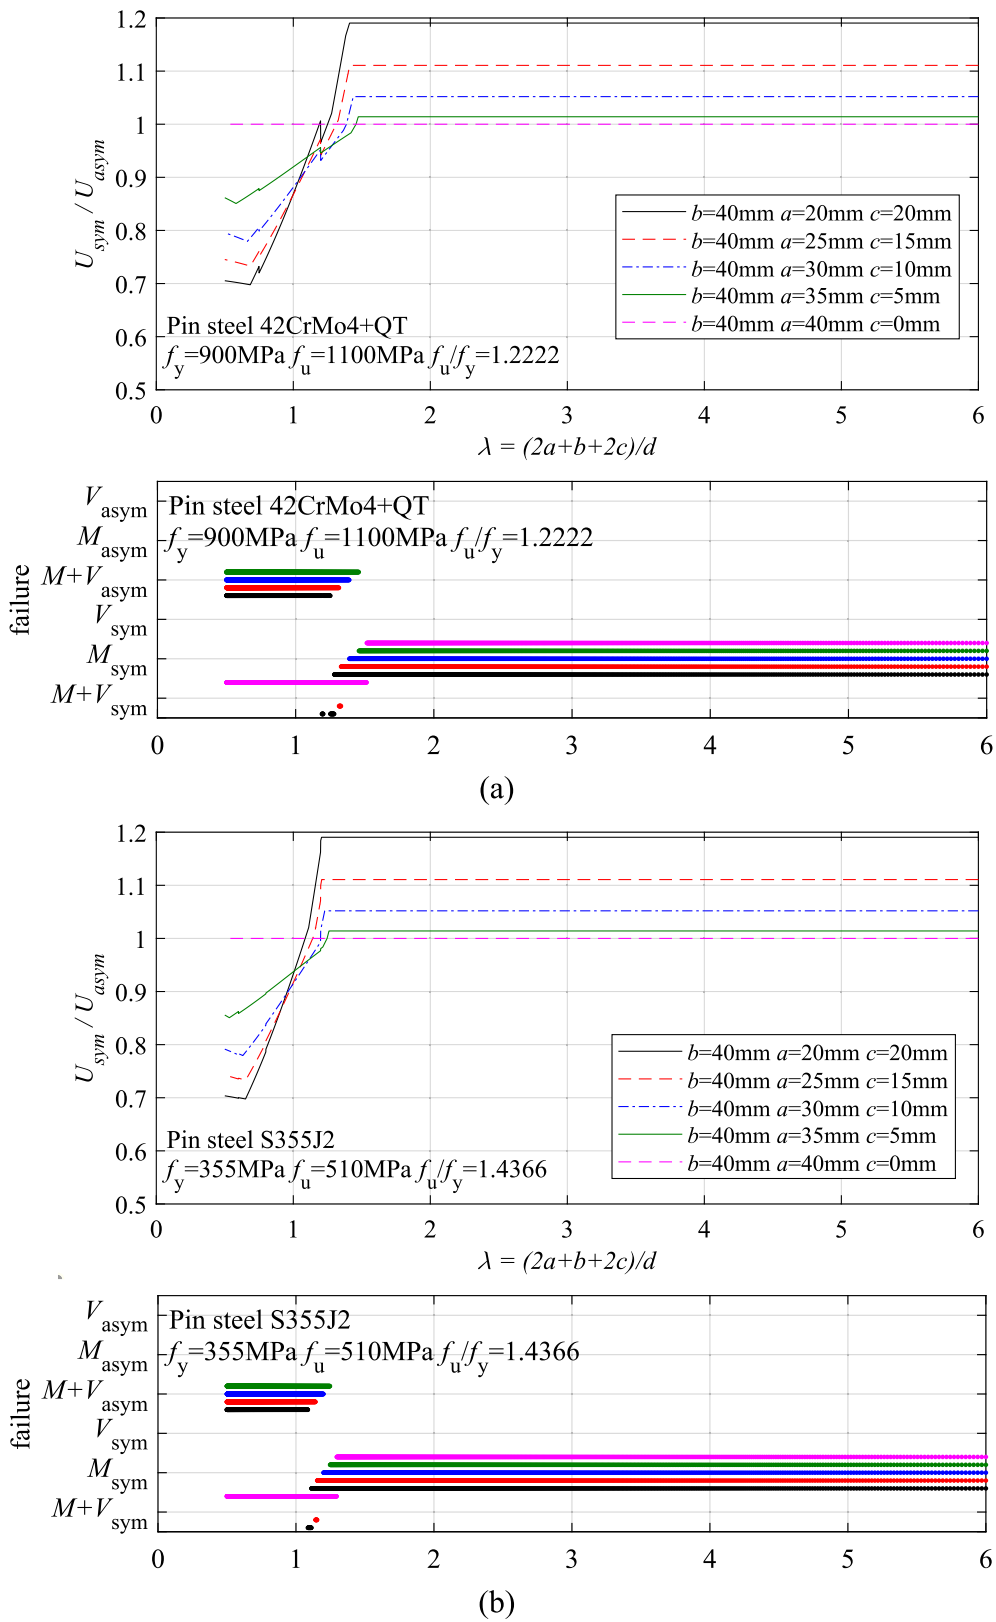 1.2
1.1
1
0.9
0.8
0.7
0.6
0.5
U_sym / U_asym
b=40mm a=20mm c=20mm
b=40mm a=25mm c=15mm
b=40mm a=30mm c=10mm
b=40mm a=35mm c=5mm
b=40mm a=40mm c=0mm
Pin steel 42CrMo4+QT
f_y=900MPa f_u=1100MPa f_u/f_y=1.2222
0 1 2 3 4 5 6
λ = (2a+b+2c)/d
V_asym
M_asym
M+V_asym
V_sym
M_sym
M+V_sym
failure
Pin steel 42CrMo4+QT
f_y=900MPa f_u=1100MPa f_u/f_y=1.2222
0 1 2 3 4 5 6
(a)
1.2
1.1
1
0.9
0.8
0.7
0.6
0.5
U_sym / U_asym
b=40mm a=20mm c=20mm
b=40mm a=25mm c=15mm
b=40mm a=30mm c=10mm
b=40mm a=35mm c=5mm
b=40mm a=40mm c=0mm
Pin steel S355J2
f_y=355MPa f_u=510MPa f_u/f_y=1.4366
0 1 2 3 4 5 6
λ = (2a+b+2c)/d
V_asym
M_asym
M+V_asym
V_sym
M_sym
M+V_sym
failure
Pin steel S355J2
f_y=355MPa f_u=510MPa f_u/f_y=1.4366
0 1 2 3 4 5 6
(b)